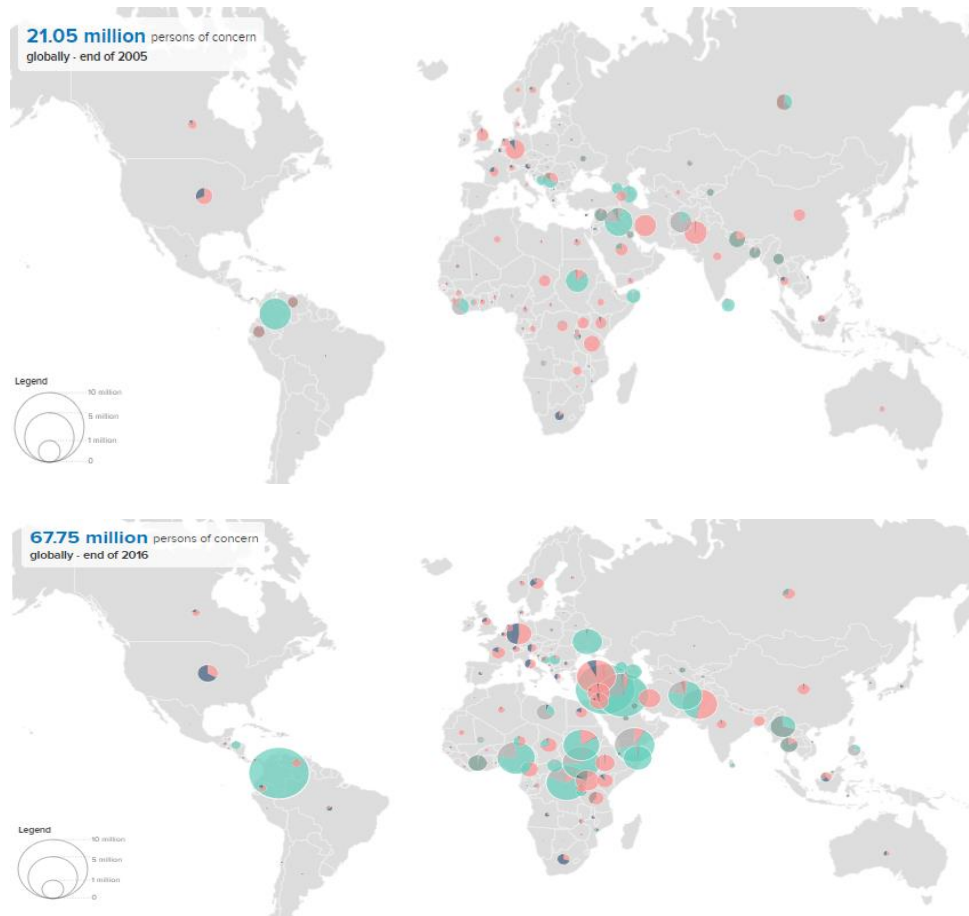 21.05 million persons of concern
globally - end of 2005
Legend
10 million
5 million
1 million
0
67.75 million persons of concern
globally - end of 2016
Legend
10 million
5 million
1 million
0